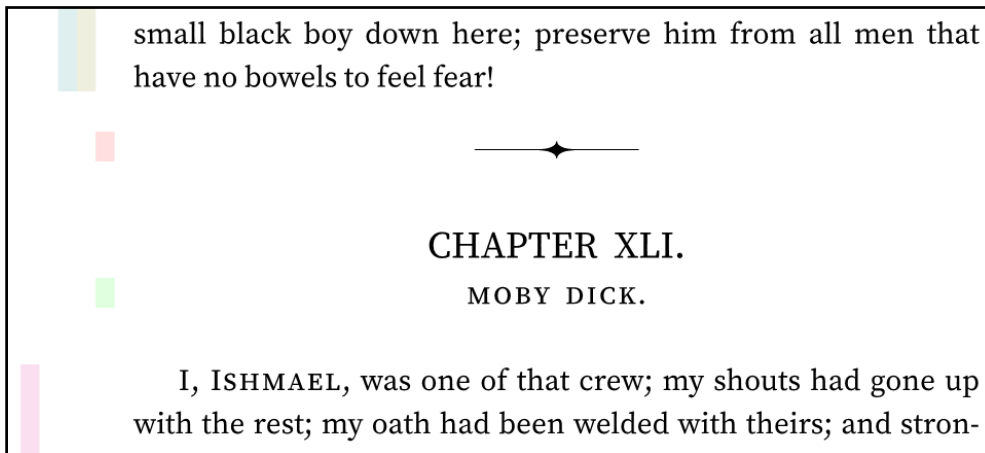 small black boy down here; preserve him from all men that
have no bowels to feel fear!
CHAPTER XLI.
MOBY DICK.
I, ISHMAEL, was one of that crew; my shouts had gone up
with the rest; my oath had been welded with theirs; and stron-